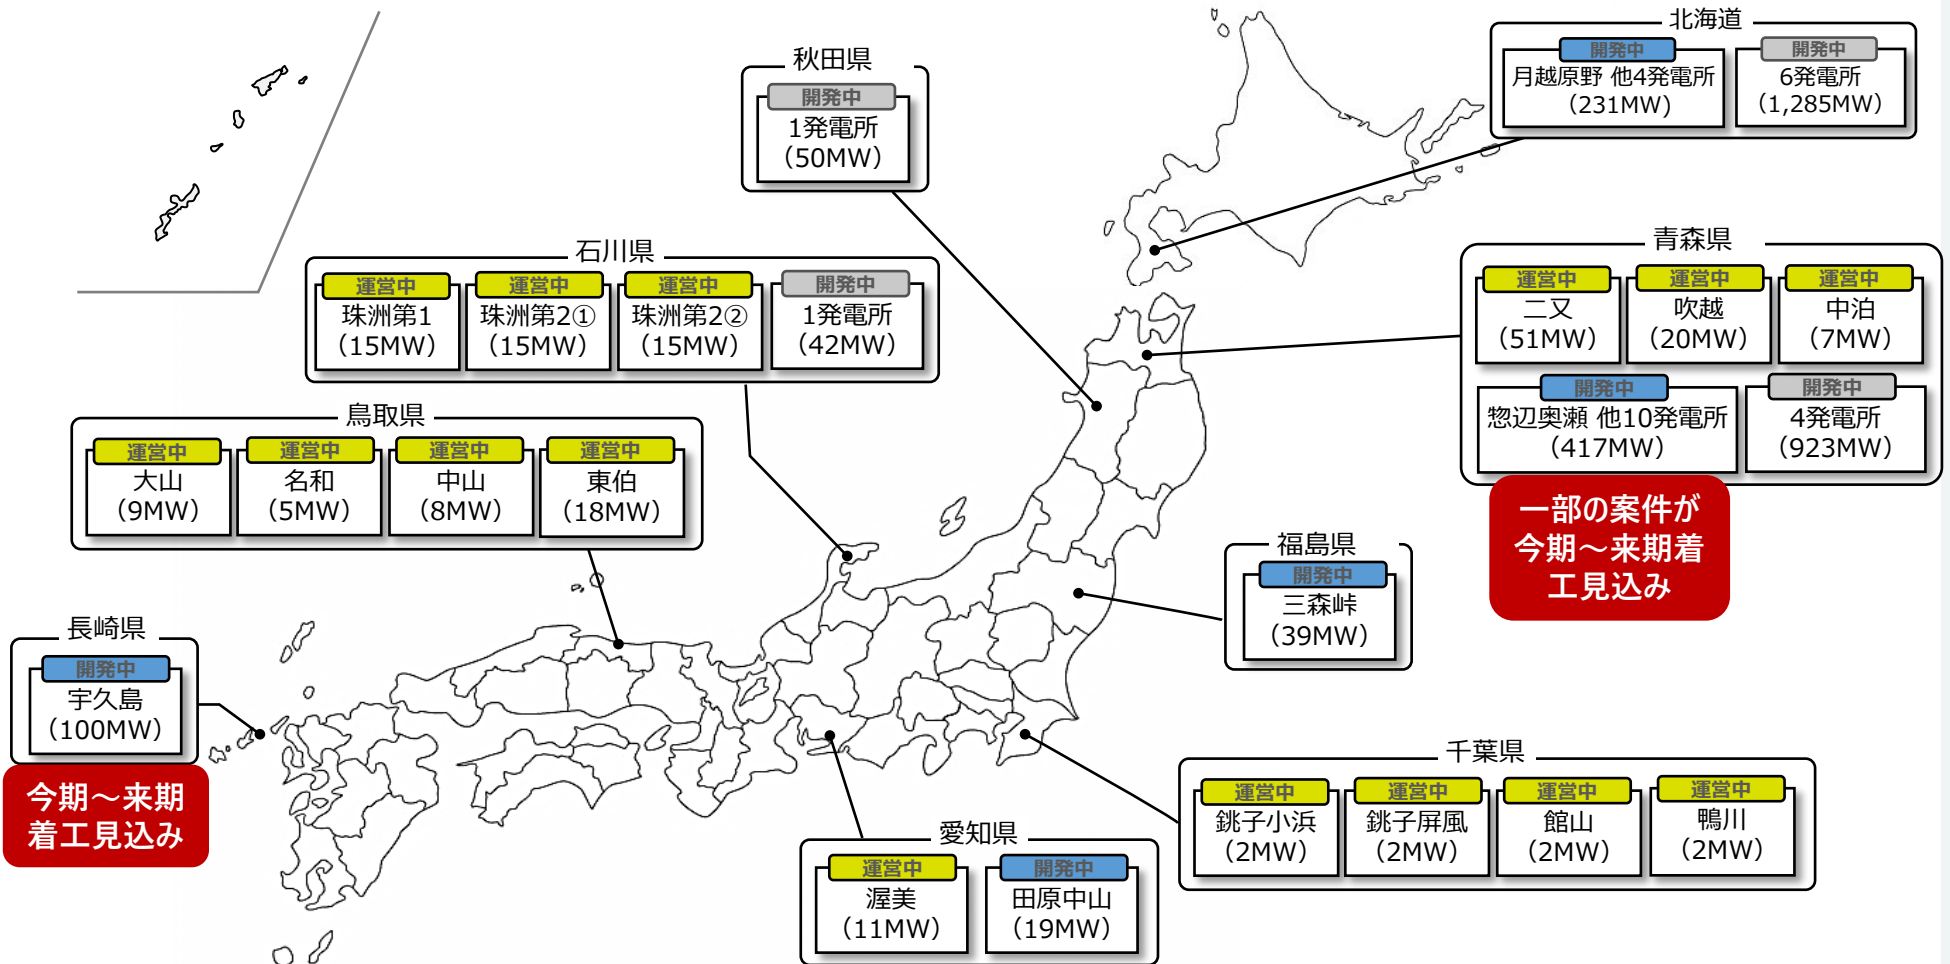 北海道
開発中
月越原野 他4発電所
（231MW）
開発中
6発電所
（1,285MW）
秋田県
開発中
1発電所
（50MW）
青森県
運営中
二又
（51MW）
運営中
吹越
（20MW）
運営中
中泊
（7MW）
開発中
惣辺奥瀬 他10発電所
（417MW）
開発中
4発電所
（923MW）
一部の案件が
今期～来期着
工見込み
石川県
運営中
珠洲第1
（15MW）
運営中
珠洲第2①
（15MW）
運営中
珠洲第2②
（15MW）
開発中
1発電所
（42MW）
鳥取県
運営中
大山
（9MW）
運営中
名和
（5MW）
運営中
中山
（8MW）
運営中
東伯
（18MW）
福島県
開発中
三森峠
（39MW）
長崎県
開発中
宇久島
（100MW）
今期～来期
着工見込み
千葉県
運営中
銚子小浜
（2MW）
運営中
銚子屏風
（2MW）
運営中
館山
（2MW）
運営中
鴨川
（2MW）
愛知県
運営中
渥美
（11MW）
開発中
田原中山
（19MW）